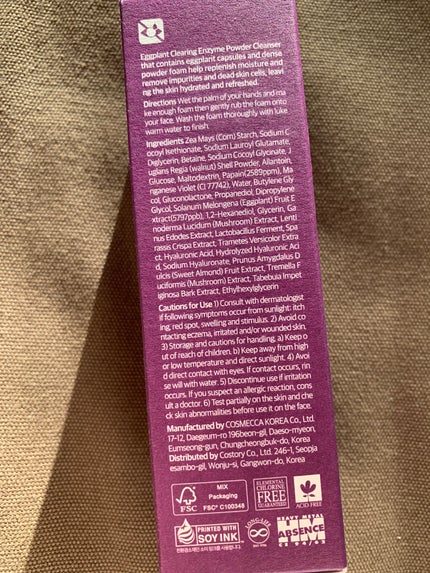 Eggplant Clearing Enzyme Powder Cleanser
that contains eggplant capsules and dense
powder foam help replenish moisture and
remove impurities and dead skin cells, leavi
ng the skin hydrated and refreshed.
Directions Wet the palm of your hands and ma
ke enough foam then gently rub the foam onto
your face. Wash the foam thoroughly with luke
warm water to finish.
Ingredients Zea Mays (Corn) Starch, Sodium C
ocoyl Isethionate, Sodium Lauroyl Glutamate,
Diglycerin, Betaine, Sodium Cocoyl Glycinate, J
uglans Regia (walnut) Shell Powder, Allantoin,
Glucose, Maltodextrin, Papain(2589ppm), Ma
nganese Violet (CI 77742), Water, Butylene Gly
col, Gluconolactone, Propanediol, Dipropylene
Glycol, Solanum Melongena (Eggplant) Fruit E
xtract(5797ppb), 1,2-Hexanediol, Glycerin, Ga
noderma Lucidum (Mushroom) Extract, Lenti
nus Edodes Extract, Lactobacillus Ferment, Spa
rassis Crispa Extract, Trametes Versicolor Extra
ct, Hyaluronic Acid, Hydrolyzed Hyaluronic Aci
d, Sodium Hyaluronate, Prunus Amygdalus D
ulcis (Sweet Almond) Fruit Extract, Tremella F
uciformis (Mushroom) Extract, Tabebuia Impet
iginosa Bark Extract, Ethylhexylglycerin
Cautions for Use 1) Consult with dermatologist
if following symptoms occur from sunlight: itch
ing, red spot, swelling and stimulus. 2) Avoid co
ntacting eczema, irritated and/or wounded skin.
3) Storage and cautions for handling, a) Keep o
ut of reach of children, b) Keep away from high
or low temperature and direct sunlight. 4) Avoi
d direct contact with eyes. If contact occurs, rin
se will with water. 5) Discontinue use if irritation
occurs. If you suspect an allergic reaction, cons
ult a doctor. 6) Test partially on the skin and che
ck skin abnormalities before use it on the face.
Manufactured by COSMECCA KOREA Co., Ltd.
17-12, Daegeum-ro 196beon-gil, Daeso-myeon,
Eumseong-gun, Chungcheongbuk-do, Korea
Distributed by Costory Co., Ltd. 246-1, Seopja
esambo-gil, Wonju-si, Gangwon-do, Korea
FSC
MIX
Packaging
FSC® C100348
ELEMENTAL
CHLORINE
FREE
GUARANTEED
ACID FREE
PRINTED WITH
SOY INK
LONG-LIFE
HEAVY METAL
ABSENCE